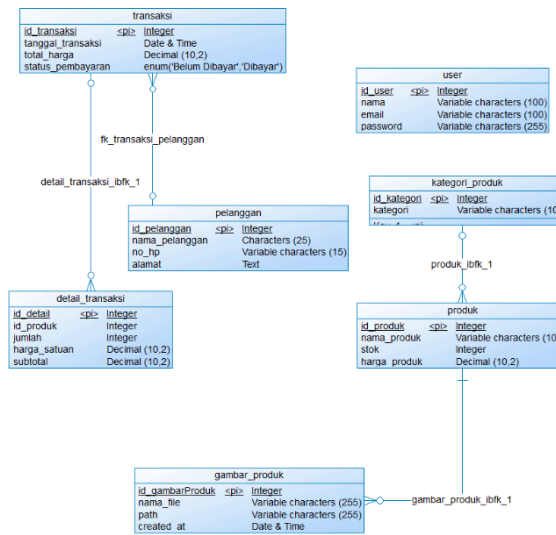 transaksi
id_transaksi <pi> Integer
tanggal_transaksi Date & Time
total_harga Decimal (10,2)
status_pembayaran enum('Belum Dibayar','Dibayar')
user
id_user <pi> Integer
nama Variable characters (100)
email Variable characters (100)
password Variable characters (255)
fk_transaksi_pelanggan
detail_transaksi_ibfk_1
kategori_produk
id_kategori <pi> Integer
kategori Variable characters (10
pelanggan
id_pelanggan <pi> Integer
nama_pelanggan Characters (25)
no_hp Variable characters (15)
alamat Text
produk_ibfk_1
detail_transaksi
id_detail <pi> Integer
id_produk Integer
jumlah Integer
harga_satuan Decimal (10,2)
subtotal Decimal (10,2)
produk
id_produk <pi> Integer
nama_produk Variable characters (10
stok Integer
harga_produk Decimal (10,2)
gambar_produk
id_gambarProduk <pi> Integer
nama_file Variable characters (255)
path Variable characters (255)
created_at Date & Time
gambar_produk_ibfk_1